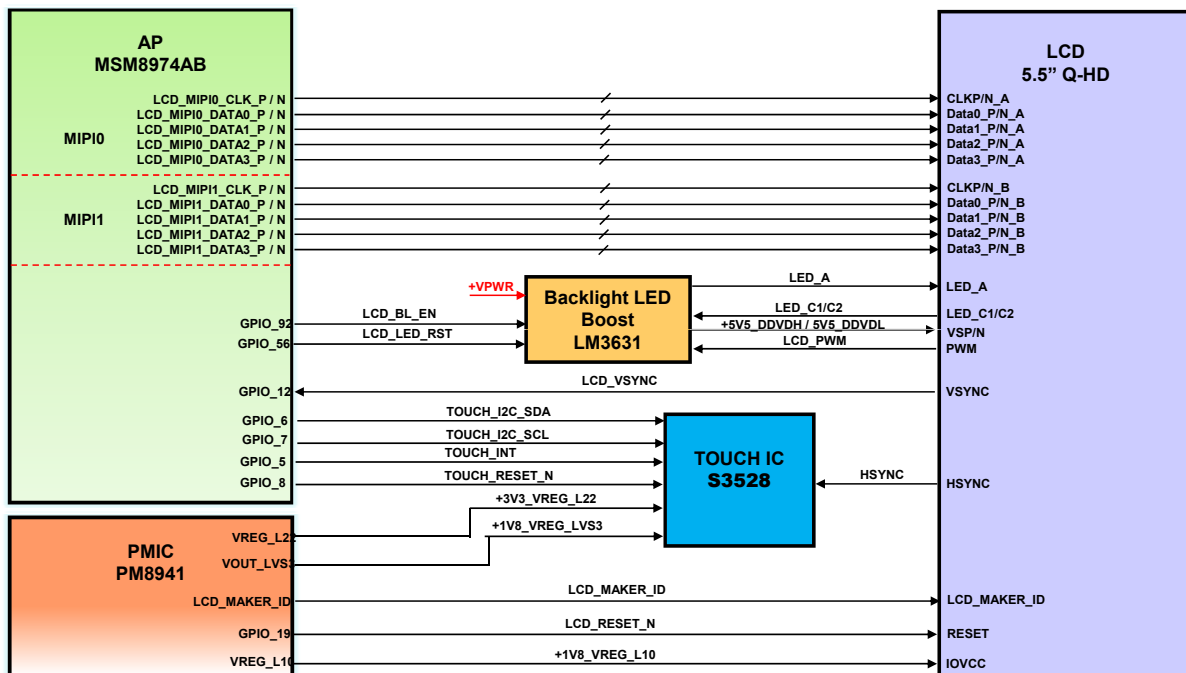 AP
MSM8974AB
LCD
5.5” Q-HD
MIPI0
LCD_MIPI0_CLK_P / N
CLKP/N_A
LCD_MIPI0_DATA0_P / N
Data0_P/N_A
LCD_MIPI0_DATA1_P / N
Data1_P/N_A
LCD_MIPI0_DATA2_P / N
Data2_P/N_A
LCD_MIPI0_DATA3_P / N
Data3_P/N_A
MIPI1
LCD_MIPI1_CLK_P / N
CLKP/N_B
LCD_MIPI1_DATA0_P / N
Data0_P/N_B
LCD_MIPI1_DATA1_P / N
Data1_P/N_B
LCD_MIPI1_DATA2_P / N
Data2_P/N_B
LCD_MIPI1_DATA3_P / N
Data3_P/N_B
+VPWR
Backlight LED
Boost
LM3631
LED_A
LED_A
LED_C1/C2
LED_C1/C2
+5V5_DDVDH / 5V5_DDVDL
VSP/N
LCD_PWM
PWM
GPIO_92
LCD_BL_EN
GPIO_56
LCD_LED_RST
GPIO_12
LCD_VSYNC
VSYNC
GPIO_6
TOUCH_I2C_SDA
GPIO_7
TOUCH_I2C_SCL
GPIO_5
TOUCH_INT
GPIO_8
TOUCH_RESET_N
TOUCH IC
S3528
HSYNC
HSYNC
+3V3_VREG_L22
+1V8_VREG_LVS3
PMIC
PM8941
VREG_L22
VOUT_LVS3
LCD_MAKER_ID
LCD_MAKER_ID
LCD_MAKER_ID
GPIO_19
LCD_RESET_N
RESET
VREG_L10
+1V8_VREG_L10
IOVCC